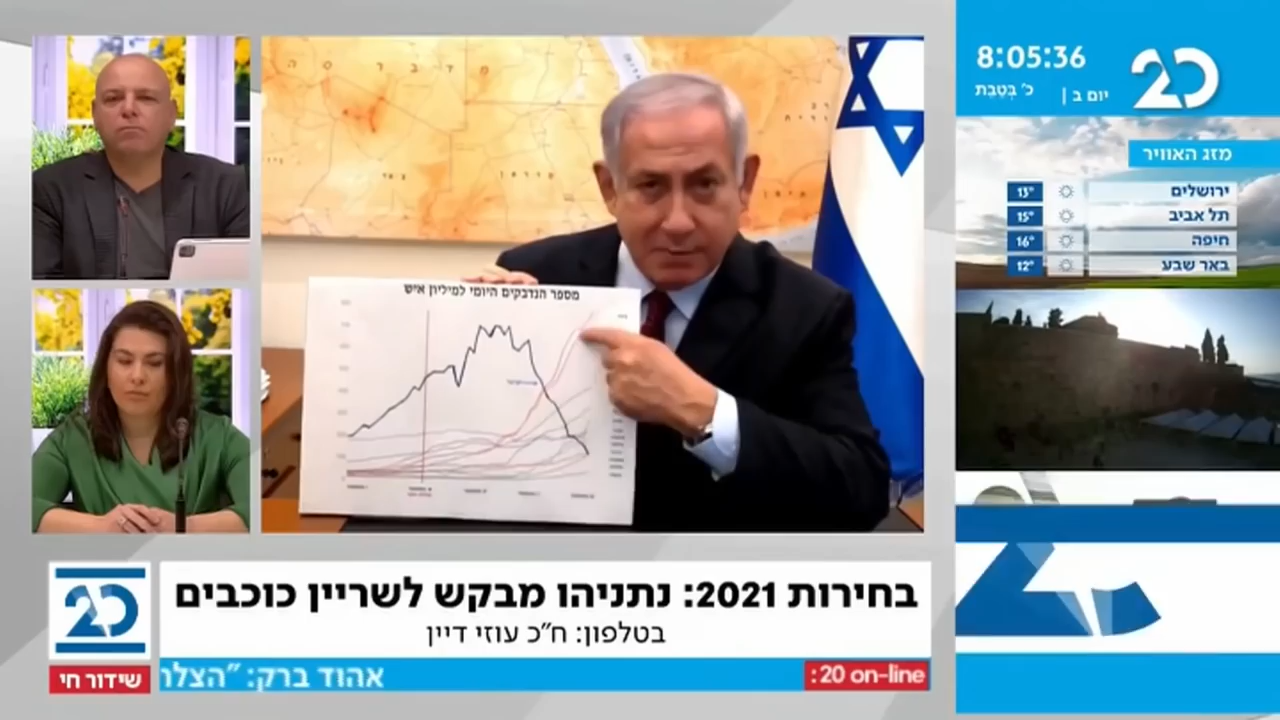 8:05:36
יום ב | כ' בְּטֵבֵת
20
מזג האוויר
ירושלים 13°
תל אביב 15°
חיפה 16°
באר שבע 12°
מספר הנדבקים היומי למיליון איש
בחירות 2021: נתניהו מבקש לשריין כוכבים
בטלפון: ח"כ עוזי דיין
20
שידור חי
20 on-line:
אהוד ברק: "הצלר